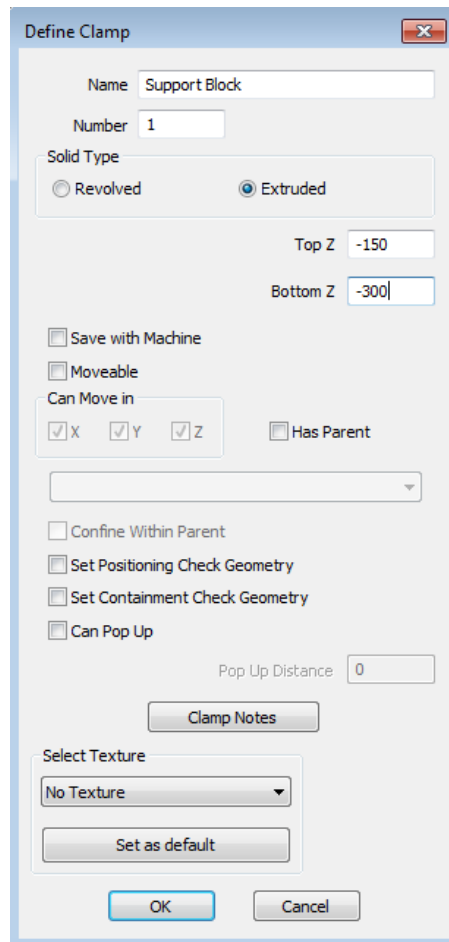 Define Clamp
Name Support Block
Number 1
Solid Type
Revolved Extruded
Top Z -150
Bottom Z -300
Save with Machine
Moveable
Can Move in
X Y Z Has Parent
Confine Within Parent
Set Positioning Check Geometry
Set Containment Check Geometry
Can Pop Up
Pop Up Distance 0
Clamp Notes
Select Texture
No Texture
Set as default
OK Cancel